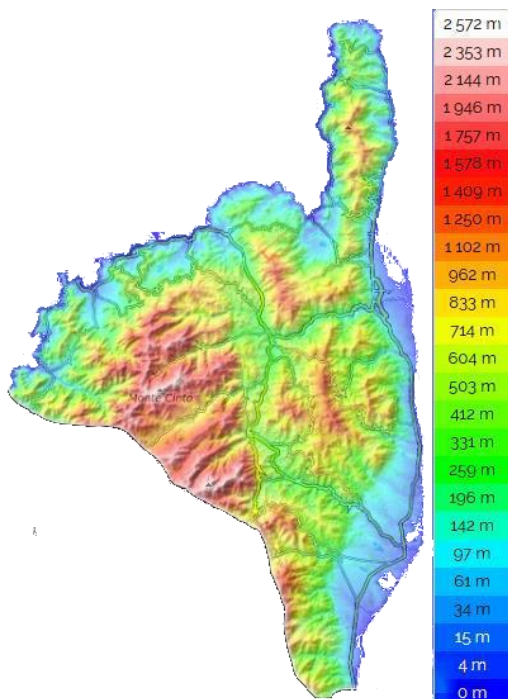 2 572 m
2 353 m
2 144 m
1 946 m
1 757 m
1 578 m
1 409 m
1 250 m
1 102 m
962 m
833 m
714 m
604 m
503 m
412 m
331 m
259 m
196 m
142 m
97 m
61 m
34 m
15 m
4 m
0 m
Monte Cinto